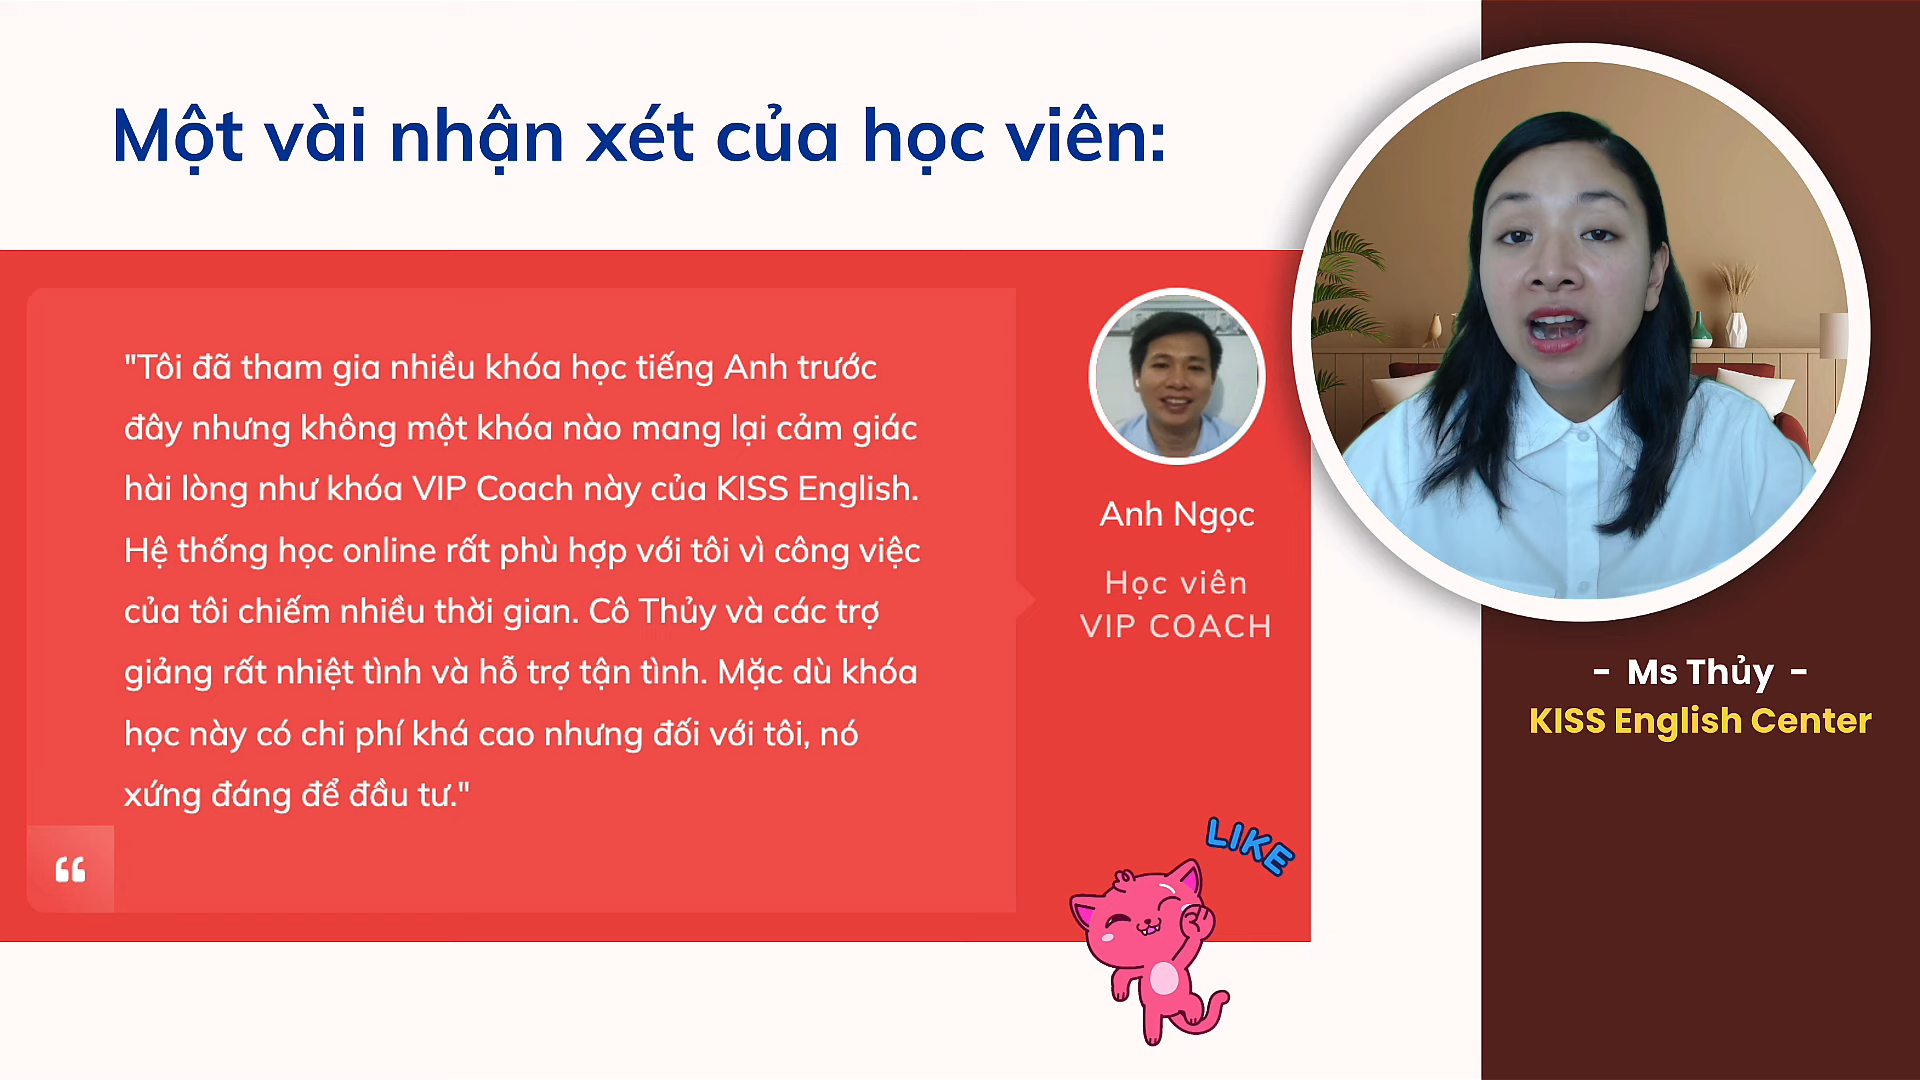 Một vài nhận xét của học viên:
"Tôi đã tham gia nhiều khóa học tiếng Anh trước
đây nhưng không một khóa nào mang lại cảm giác
hài lòng như khóa VIP Coach này của KISS English.
Hệ thống học online rất phù hợp với tôi vì công việc
của tôi chiếm nhiều thời gian. Cô Thủy và các trợ
giảng rất nhiệt tình và hỗ trợ tận tình. Mặc dù khóa
học này có chi phí khá cao nhưng đối với tôi, nó
xứng đáng để đầu tư."
Anh Ngọc
Học viên
VIP COACH
LIKE
- Ms Thủy -
KISS English Center